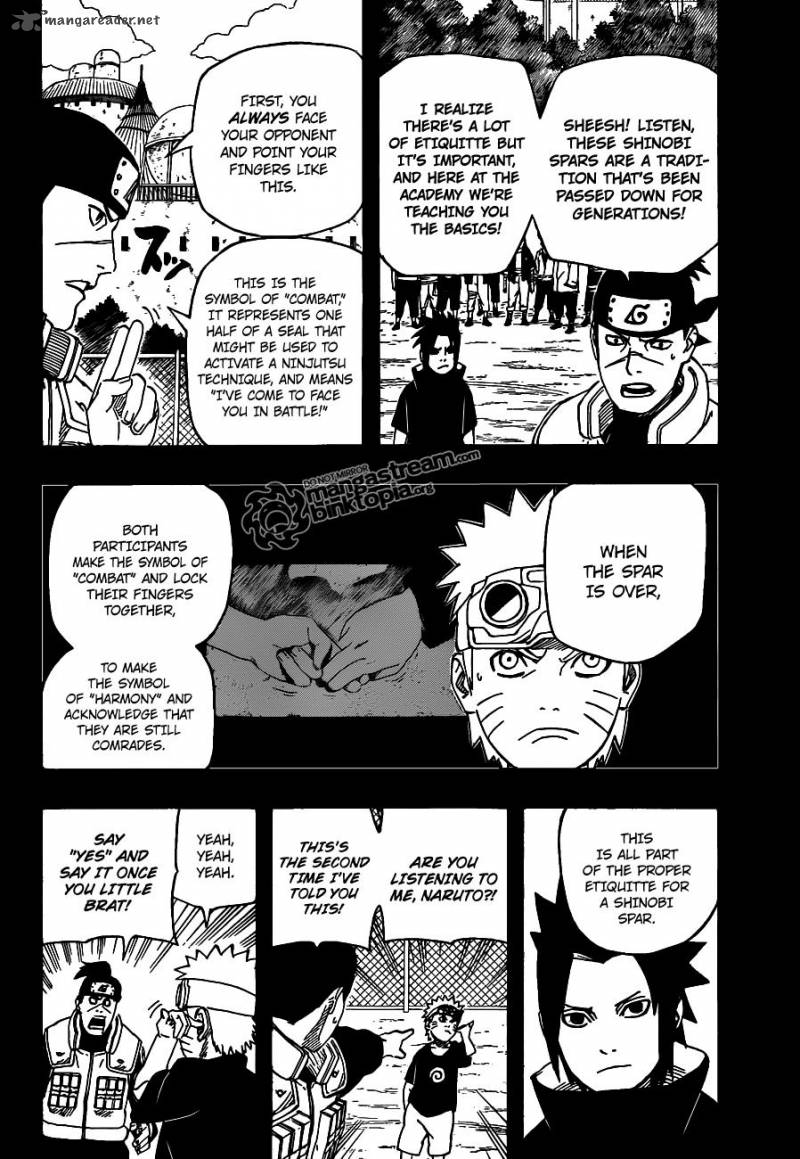 mangareader.net
SHEESH! LISTEN,
THESE SHINOBI
SPARS ARE A TRADI-
TION THAT'S BEEN
PASSED DOWN FOR
GENERATIONS!
I REALIZE
THERE'S A LOT
OF ETIQUITTE BUT
IT'S IMPORTANT,
AND HERE AT THE
ACADEMY WE'RE
TEACHING YOU
THE BASICS!
FIRST, YOU
ALWAYS FACE
YOUR OPPONENT
AND POINT YOUR
FINGERS LIKE
THIS.
ズッ
THIS IS THE
SYMBOL OF "COMBAT,"
IT REPRESENTS ONE
HALF OF A SEAL THAT
MIGHT BE USED TO
ACTIVATE A NINJUTSU
TECHNIQUE, AND MEANS
"I'VE COME TO FACE
YOU IN BATTLE!"
DO NOT MIRROR
mangastream.com
binktopia.org
WHEN
THE SPAR
IS OVER,
BOTH
PARTICIPANTS
MAKE THE SYMBOL OF
"COMBAT" AND LOCK
THEIR FINGERS
TOGETHER,
TO MAKE
THE SYMBOL
OF "HARMONY" AND
ACKNOWLEDGE THAT
THEY ARE STILL
COMRADES.
THIS
IS ALL PART
OF THE PROPER
ETIQUITTE FOR
A SHINOBI
SPAR.
ARE YOU
LISTENING TO
ME, NARUTO?!
THIS'S
THE SECOND
TIME I'VE
TOLD YOU
THIS!
YEAH,
YEAH,
YEAH.
SAY
"YES" AND
SAY IT ONCE
YOU LITTLE
BRAT!